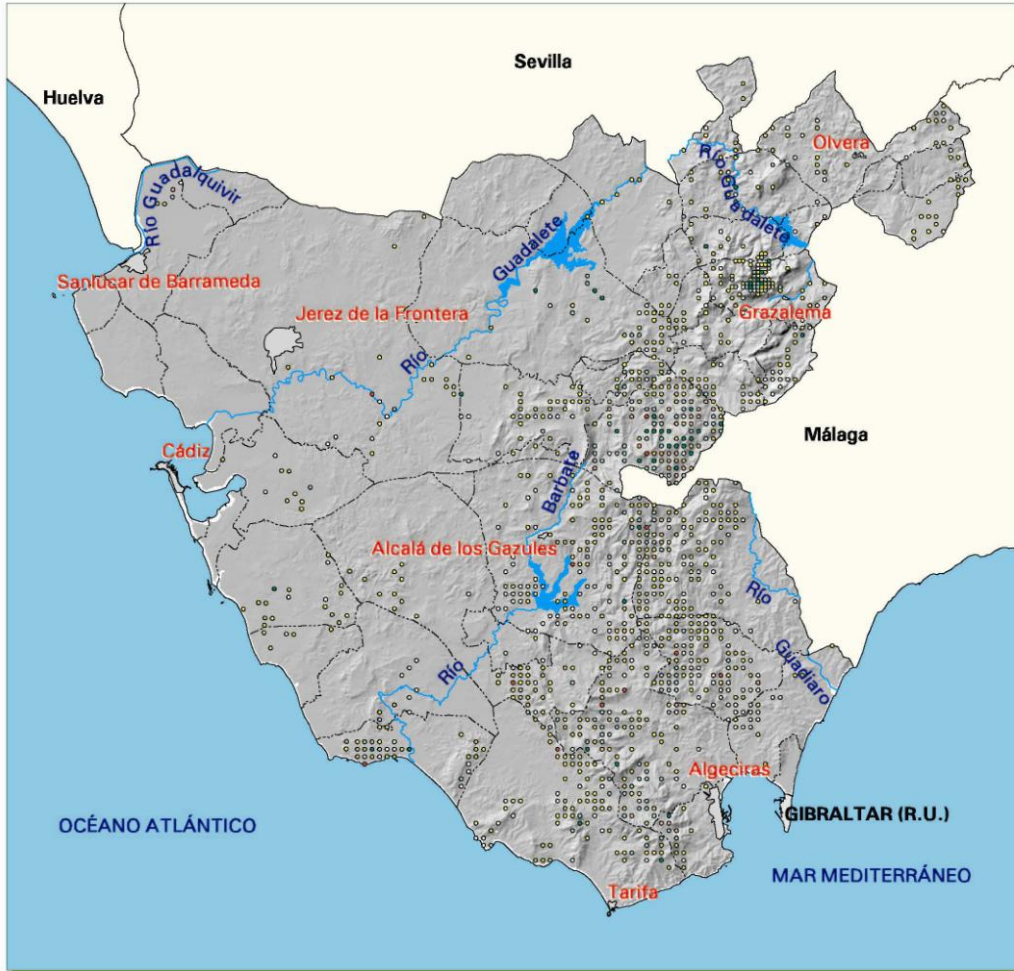 Sevilla
Huelva
Olvera
Río Guadalquivir
Río Guadalete
Guadalete
Sanlúcar de Barrameda
Jerez de la Frontera
Grazalema
Río
Málaga
Cádiz
Barbate
Alcalá de los Gazules
Río
Río
Guadiaro
Algeciras
GIBRALTAR (R.U.)
OCÉANO ATLÁNTICO
MAR MEDITERRÁNEO
Tarifa